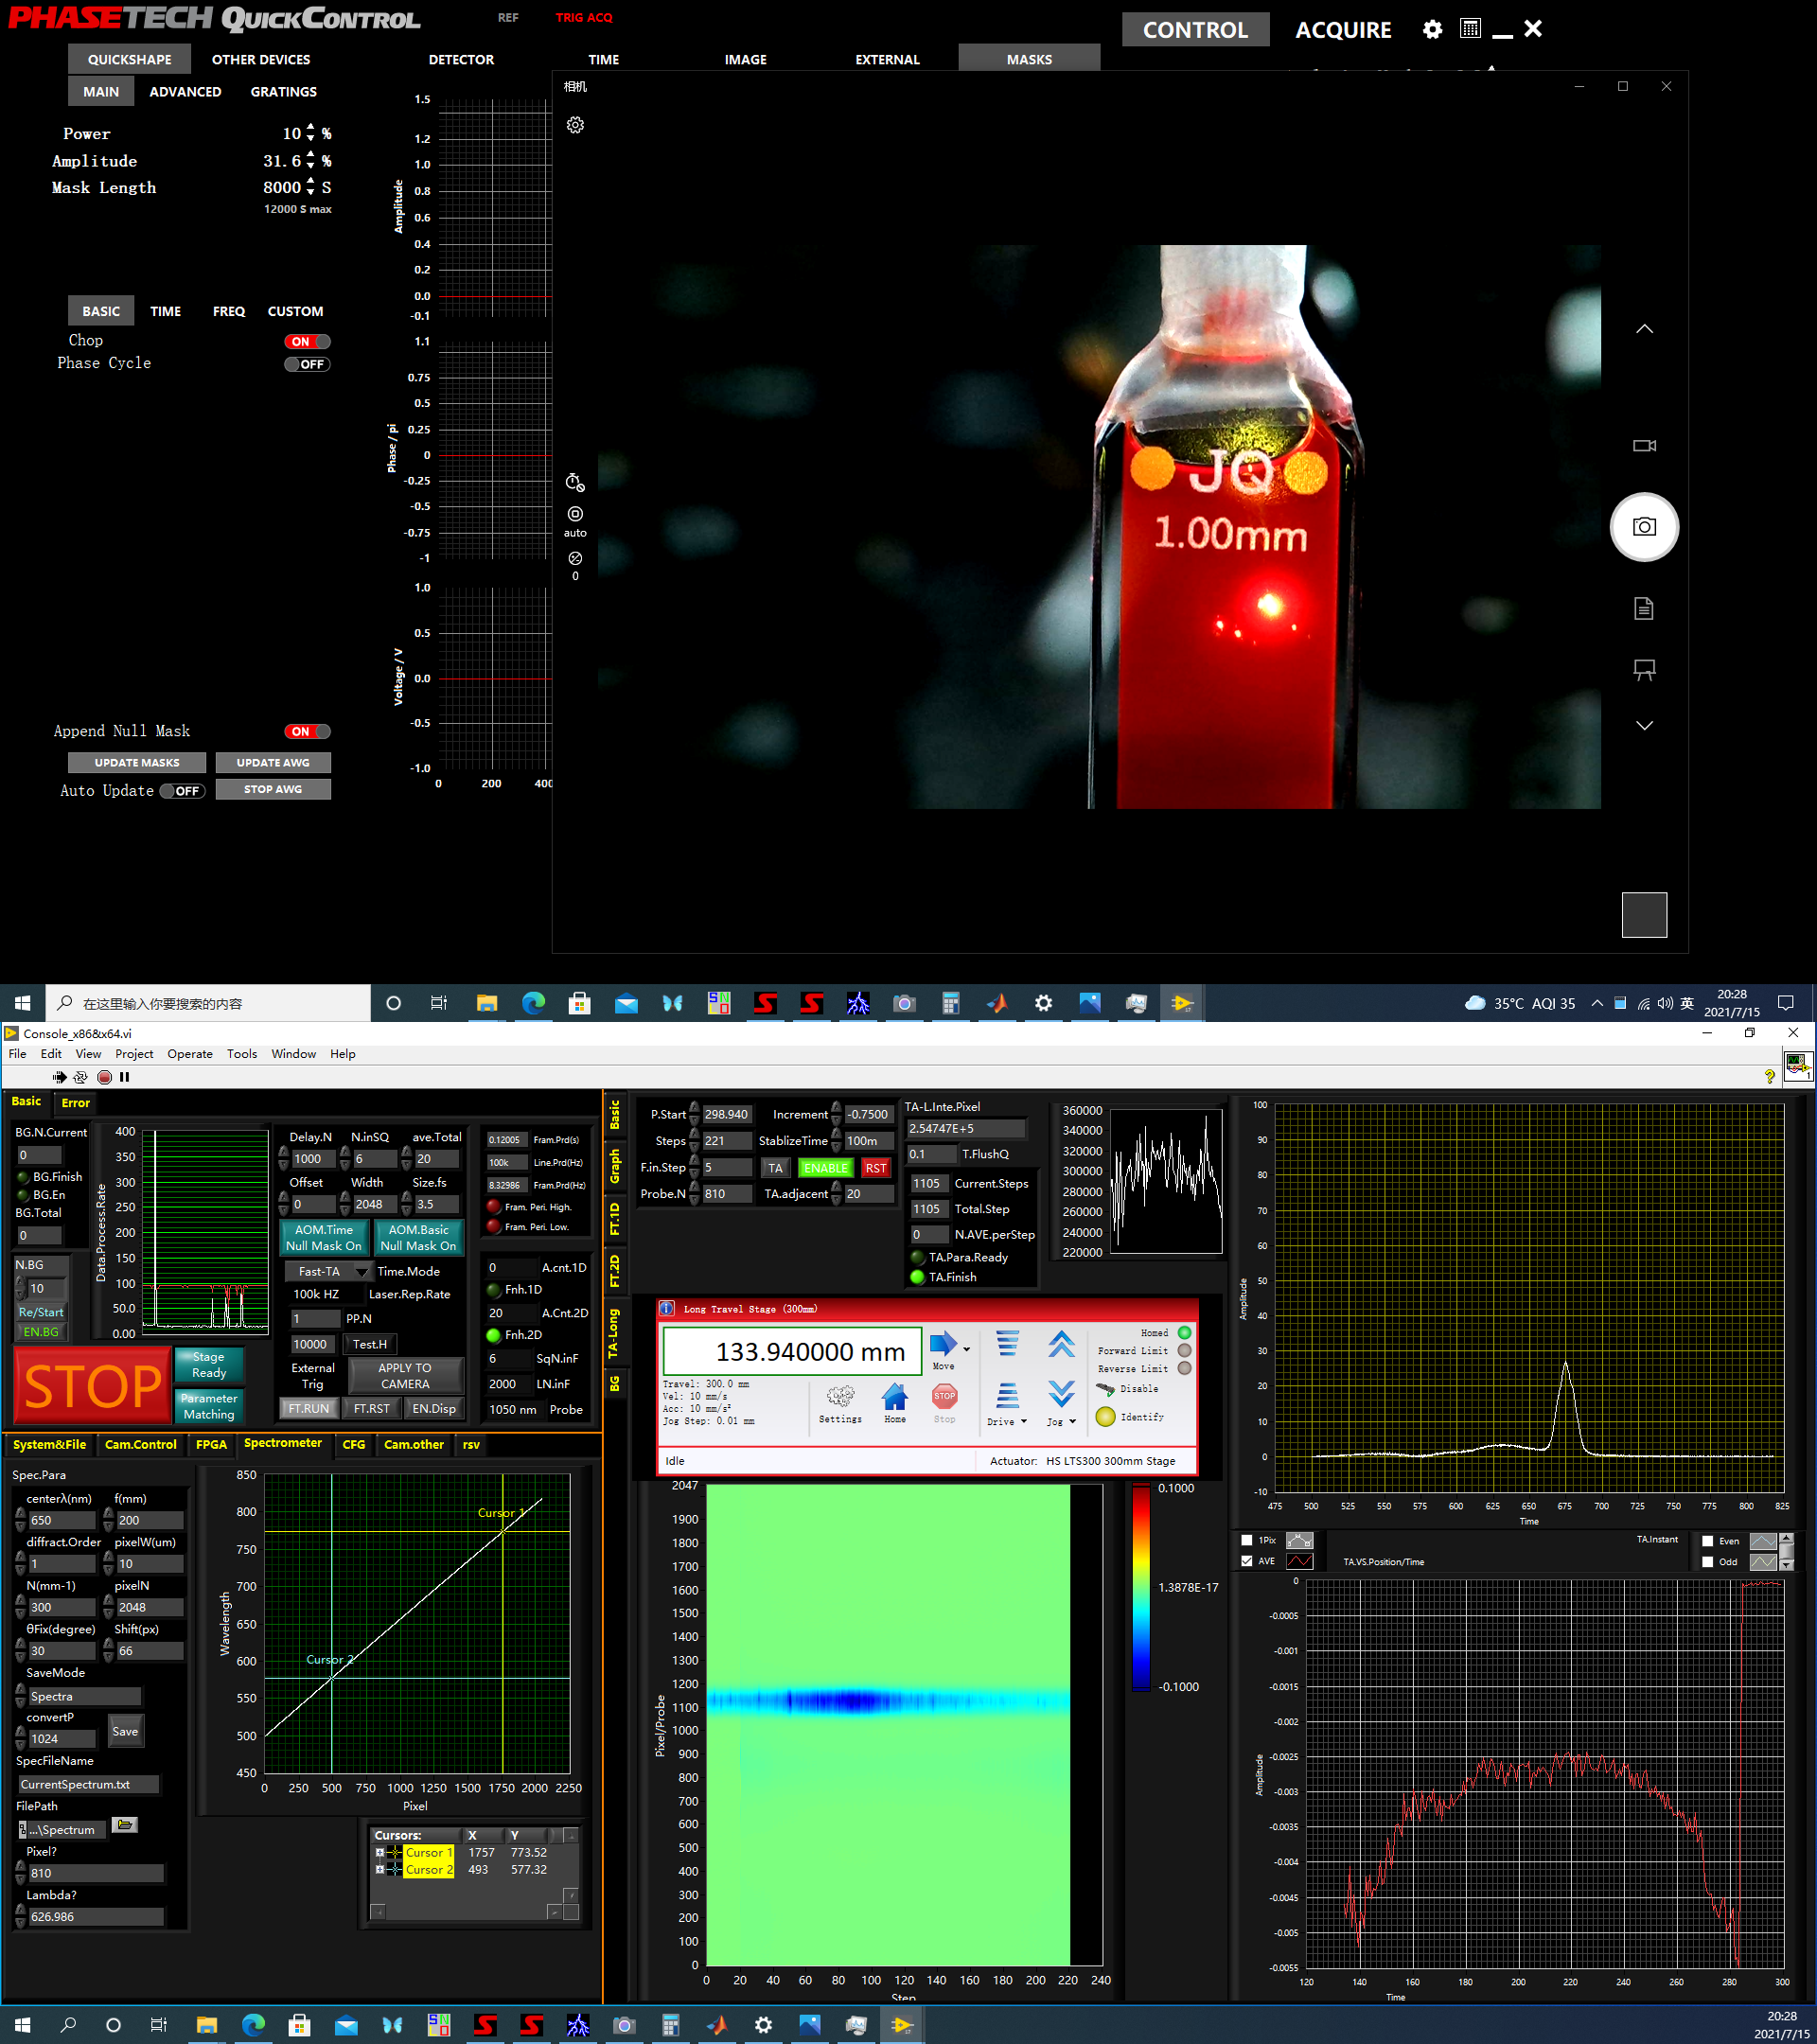 PHASETECH QUICKCONTROL
REF
TRIG ACQ
CONTROL
ACQUIRE
QUICKSHAPE
OTHER DEVICES
DETECTOR
TIME
IMAGE
EXTERNAL
MASKS
MAIN
ADVANCED
GRATINGS
Power 10 %
Amplitude 31.6 %
Mask Length 8000 S
12000 S max
BASIC
TIME
FREQ
CUSTOM
Chop ON
Phase Cycle OFF
Append Null Mask ON
UPDATE MASKS
UPDATE AWG
Auto Update OFF
STOP AWG
Amplitude
1.5
1.2
1.0
0.8
0.6
0.4
0.2
0.0
-0.1
Phase / pi
1.1
0.75
0.5
0.25
0
-0.25
-0.5
-0.75
-1
Voltage / V
1.0
0.5
0.0
-0.5
-1.0
0 200 400
相机
auto
0
JQ
1.00mm
在这里输入你要搜索的内容
35°C AQI 35
英
20:28
2021/7/15
Console_x86&x64.vi
File Edit View Project Operate Tools Window Help
Basic
Error
BG.N.Current
0
BG.Finish
BG.En
BG.Total
0
N.BG
10
Re/Start
EN.BG
Data.Process.Rate
400
350
300
250
200
150
100
50.0
0.00
Delay.N N.inSQ ave.Total
1000 6 20
Offset Width Size.fs
0 2048 3.5
AOM.Time
Null Mask On
AOM.Basic
Null Mask On
Fast-TA Time.Mode
100k HZ Laser.Rep.Rate
1 PP.N
10000 Test.H
External
Trig
APPLY TO
CAMERA
FT.RUN FT.RST EN.Disp
STOP
Stage
Ready
Parameter
Matching
0.12005 Fram.Prd(s)
100k Line.Prd(Hz)
8.32986 Fram.Prd(Hz)
Fram. Peri. High.
Fram. Peri. Low.
0 A.cnt.1D
Fnh.1D
20 A.Cnt.2D
Fnh.2D
6 SqN.inF
2000 LN.inF
1050 nm Probe
System&File Cam.Control FPGA Spectrometer CFG Cam.other rsv
Spec.Para
centerλ(nm) f(mm)
650 200
diffract.Order pixelW(um)
1 10
N(mm-1) pixelN
300 2048
θFix(degree) Shift(px)
30 66
SaveMode
Spectra
convertP
1024
Save
SpecFileName
CurrentSpectrum.txt
FilePath
...\Spectrum
Pixel?
810
Lambda?
626.986
Wavelength
850
800
750
700
650
600
550
500
450
Cursor 1
Cursor 2
0 250 500 750 1000 1250 1500 1750 2000 2250
Pixel
Cursors: X Y
Cursor 1 1757 773.52
Cursor 2 493 577.32
Basic
Graph
FT.1D
FT.2D
TA-Long
BG
P.Start 298.940 Increment -0.7500
Steps 221 StablizeTime 100m
F.in.Step 5 TA ENABLE RST
Probe.N 810 TA.adjacent 20
TA-L.Inte.Pixel
2.54747E+5
0.1 T.FlushQ
1105 Current.Steps
1105 Total.Step
0 N.AVE.perStep
TA.Para.Ready
TA.Finish
360000
340000
320000
300000
280000
260000
240000
220000
Long Travel Stage (300mm)
133.940000 mm
Move
Travel: 300.0 mm
Vel: 10 mm/s
Acc: 10 mm/s²
Jog Step: 0.01 mm
Settings Home STOP Stop
Drive Jog
Homed
Forward Limit
Reverse Limit
Disable
Identify
Idle
Actuator: HS LTS300 300mm Stage
Pixel/Probe
2047
1900
1800
1700
1600
1500
1400
1300
1200
1100
1000
900
800
700
600
500
400
300
200
100
0
0 20 40 60 80 100 120 140 160 180 200 220 240
Step
0.1000
1.3878E-17
-0.1000
Amplitude
100
90
80
70
60
50
40
30
20
10
0
-10
475 500 525 550 575 600 625 650 675 700 725 750 775 800 825
Time
1Pix
AVE
TA.VS.Position/Time
TA.Instant
Even
Odd
Amplitude
0
-0.0005
-0.001
-0.0015
-0.002
-0.0025
-0.003
-0.0035
-0.004
-0.0045
-0.005
-0.0055
120 140 160 180 200 220 240 260 280 300
Time
20:28
2021/7/15